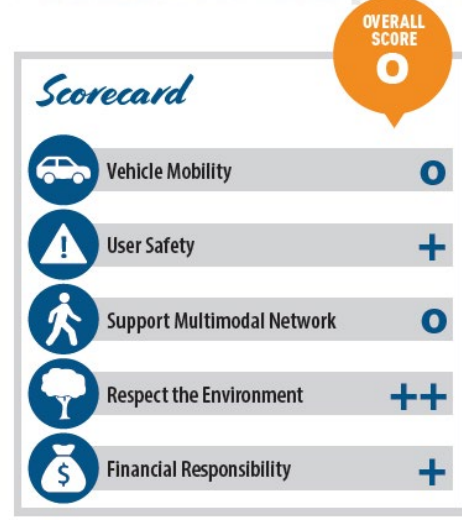 OVERALL
SCORE
O
Scorecard
Vehicle Mobility O
! User Safety +
Support Multimodal Network O
Respect the Environment ++
$ Financial Responsibility +